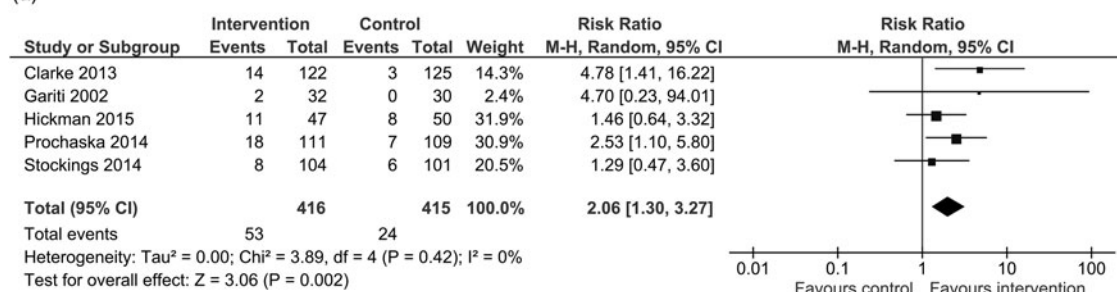 Intervention Control Risk Ratio Risk Ratio
Study or Subgroup Events Total Events Total Weight M-H, Random, 95% CI M-H, Random, 95% CI
Clarke 2013 14 122 3 125 14.3% 4.78 [1.41, 16.22]
Gariti 2002 2 32 0 30 2.4% 4.70 [0.23, 94.01]
Hickman 2015 11 47 8 50 31.9% 1.46 [0.64, 3.32]
Prochaska 2014 18 111 7 109 30.9% 2.53 [1.10, 5.80]
Stockings 2014 8 104 6 101 20.5% 1.29 [0.47, 3.60]
Total (95% CI) 416 415 100.0% 2.06 [1.30, 3.27]
Total events 53 24
Heterogeneity: Tau² = 0.00; Chi² = 3.89, df = 4 (P = 0.42); I² = 0%
Test for overall effect: Z = 3.06 (P = 0.002)
0.01 0.1 1 10 100
Favours control Favours intervention